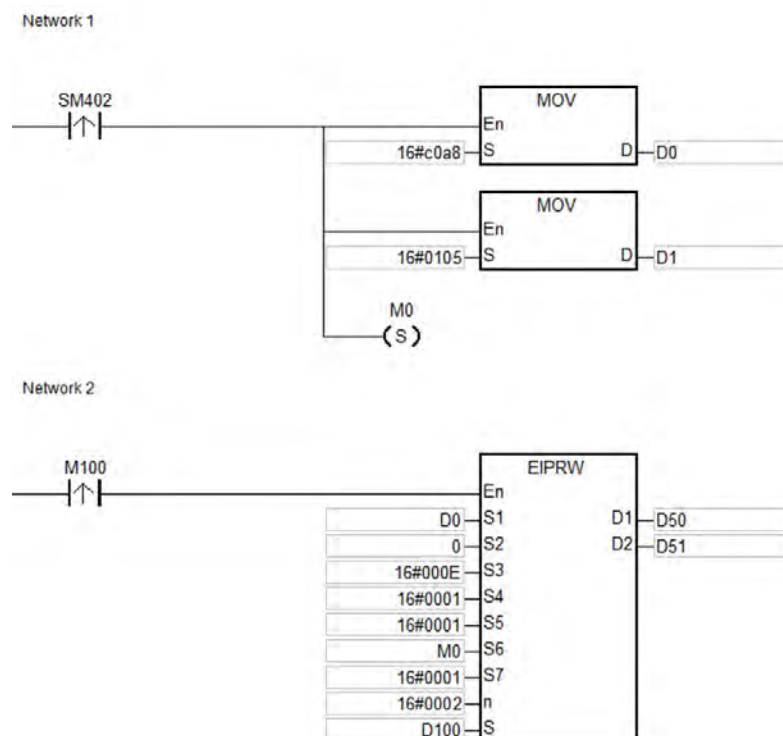 Network 1
SM402
MOV
En
16#c0a8 S D D0
MOV
En
16#0105 S D D1
M0
( S )
Network 2
M100
EIPRW
En
D0 S1 D1 D50
0 S2 D2 D51
16#000E S3
16#0001 S4
16#0001 S5
M0 S6
16#0001 S7
16#0002 n
D100 S